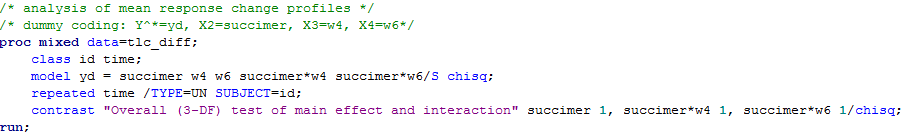 /* analysis of mean response change profiles */
/* dummy coding: Y^*=yd, X2=succimer, X3=w4, X4=w6*/
proc mixed data=tlc_diff;
class id time;
model yd = succimer w4 w6 succimer*w4 succimer*w6/S chisq;
repeated time /TYPE=UN SUBJECT=id;
contrast "Overall (3-DF) test of main effect and interaction" succimer 1, succimer*w4 1, succimer*w6 1/chisq;
run;